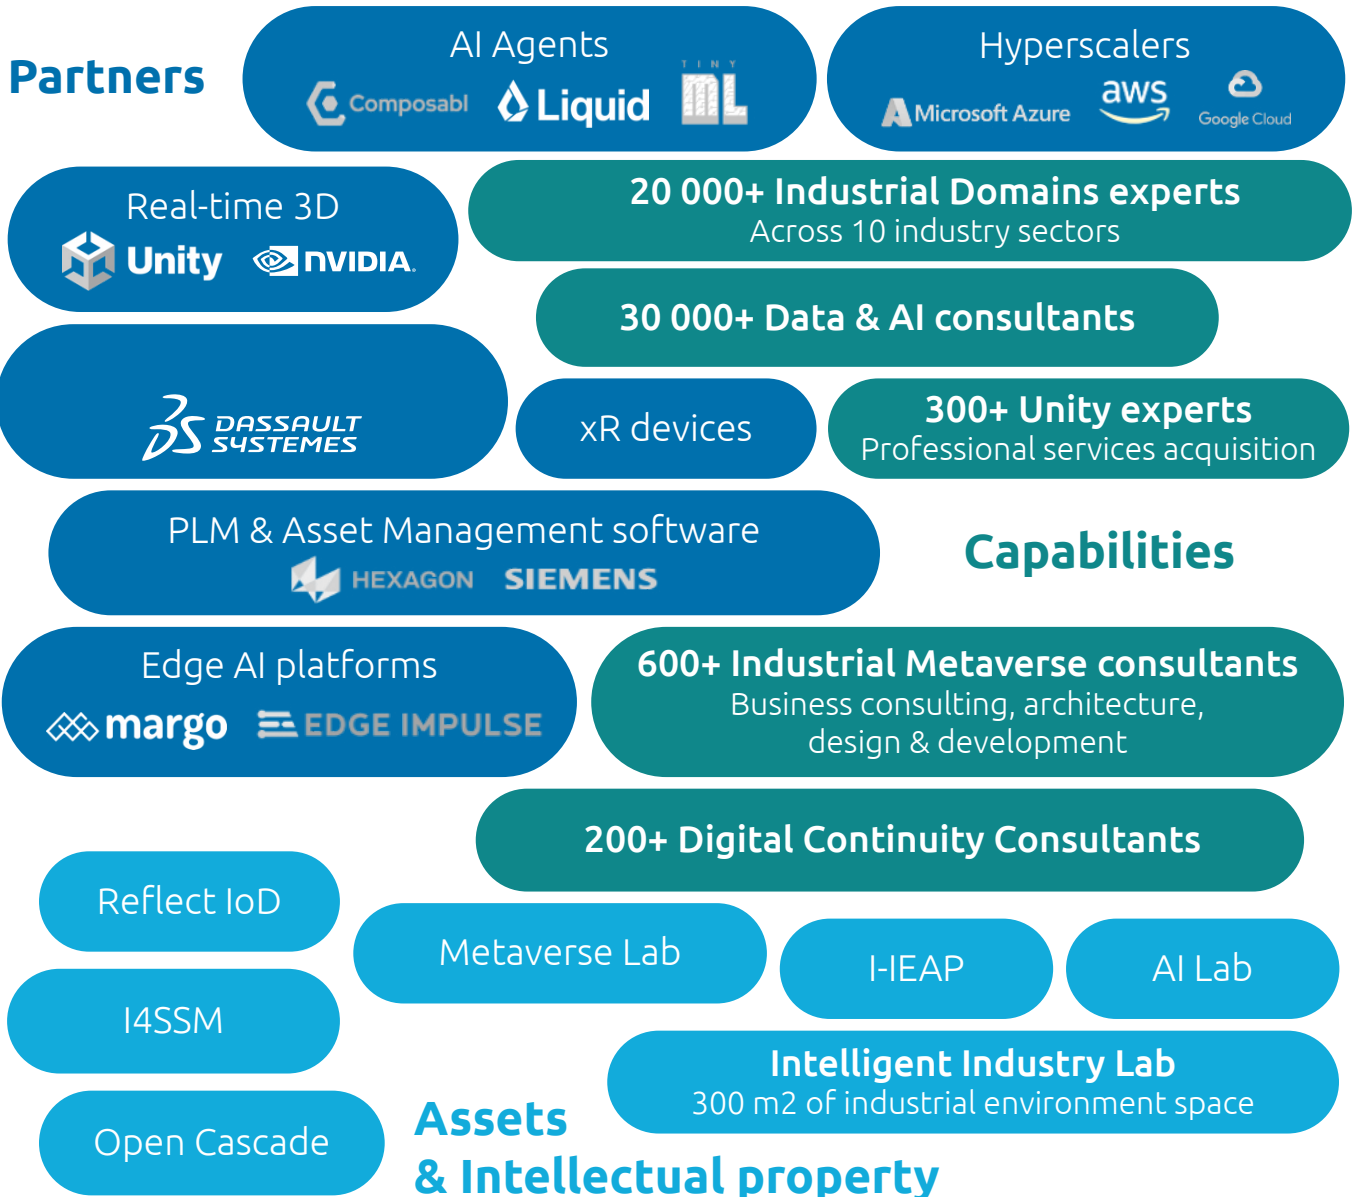 Partners
AI Agents
Composabl
Liquid
TINY
ML
Hyperscalers
Microsoft Azure
aws
Google Cloud
Real-time 3D
Unity
NVIDIA.
20 000+ Industrial Domains experts
Across 10 industry sectors
30 000+ Data & AI consultants
3DS DASSAULT
SYSTEMES
xR devices
300+ Unity experts
Professional services acquisition
PLM & Asset Management software
HEXAGON
SIEMENS
Capabilities
Edge AI platforms
margo
EDGE IMPULSE
600+ Industrial Metaverse consultants
Business consulting, architecture,
design & development
200+ Digital Continuity Consultants
Reflect IoD
Metaverse Lab
I-IEAP
AI Lab
I4SSM
Intelligent Industry Lab
300 m2 of industrial environment space
Open Cascade
Assets
& Intellectual property